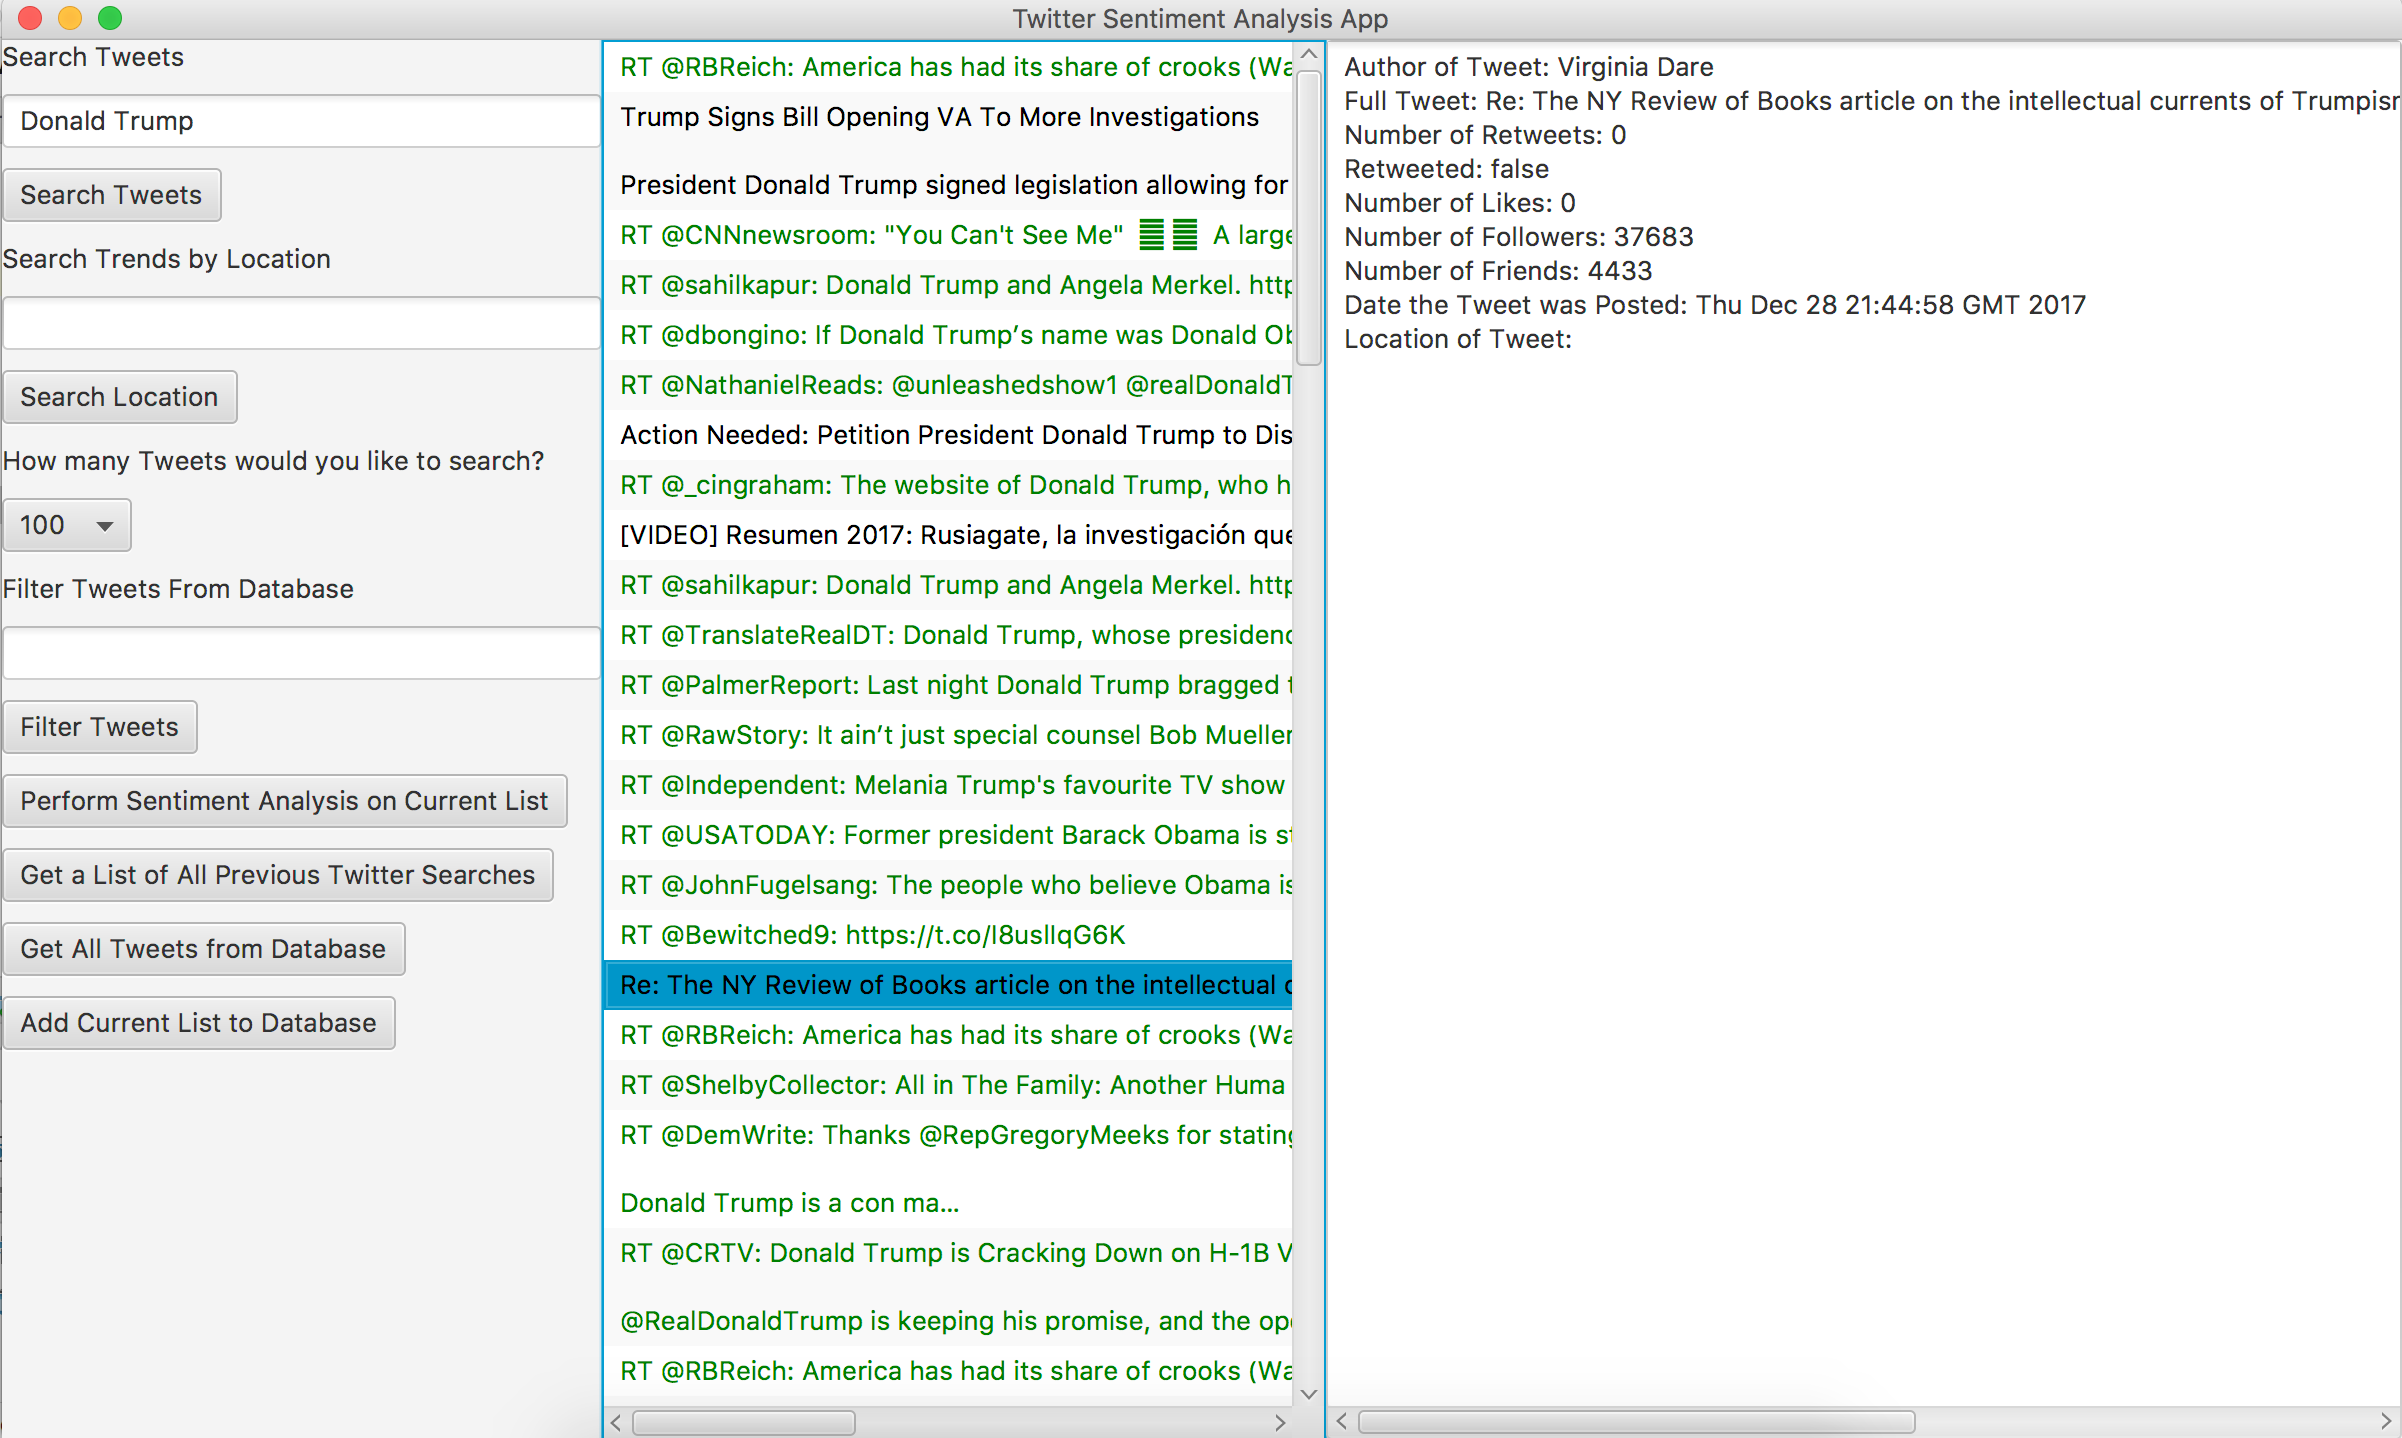 Twitter Sentiment Analysis App
Search Tweets
Donald Trump
Search Tweets
Search Trends by Location
Search Location
How many Tweets would you like to search?
100
Filter Tweets From Database
Filter Tweets
Perform Sentiment Analysis on Current List
Get a List of All Previous Twitter Searches
Get All Tweets from Database
Add Current List to Database
RT @RBReich: America has had its share of crooks (Wa
Trump Signs Bill Opening VA To More Investigations
President Donald Trump signed legislation allowing for
RT @CNNnewsroom: "You Can't See Me" A large
RT @sahilkapur: Donald Trump and Angela Merkel. http
RT @dbongino: If Donald Trump’s name was Donald Ob
RT @NathanielReads: @unleashedshow1 @realDonaldT
Action Needed: Petition President Donald Trump to Dis
RT @_cingraham: The website of Donald Trump, who h
[VIDEO] Resumen 2017: Rusiagate, la investigación que
RT @sahilkapur: Donald Trump and Angela Merkel. http
RT @TranslateRealDT: Donald Trump, whose presidenc
RT @PalmerReport: Last night Donald Trump bragged t
RT @RawStory: It ain’t just special counsel Bob Mueller
RT @Independent: Melania Trump's favourite TV show
RT @USATODAY: Former president Barack Obama is st
RT @JohnFugelsang: The people who believe Obama is
RT @Bewitched9: https://t.co/I8usIlqG6K
Re: The NY Review of Books article on the intellectual c
RT @RBReich: America has had its share of crooks (Wa
RT @ShelbyCollector: All in The Family: Another Huma
RT @DemWrite: Thanks @RepGregoryMeeks for stating
Donald Trump is a con ma…
RT @CRTV: Donald Trump is Cracking Down on H-1B V
@RealDonaldTrump is keeping his promise, and the ope
RT @RBReich: America has had its share of crooks (Wa
Author of Tweet: Virginia Dare
Full Tweet: Re: The NY Review of Books article on the intellectual currents of Trumpism
Number of Retweets: 0
Retweeted: false
Number of Likes: 0
Number of Followers: 37683
Number of Friends: 4433
Date the Tweet was Posted: Thu Dec 28 21:44:58 GMT 2017
Location of Tweet: